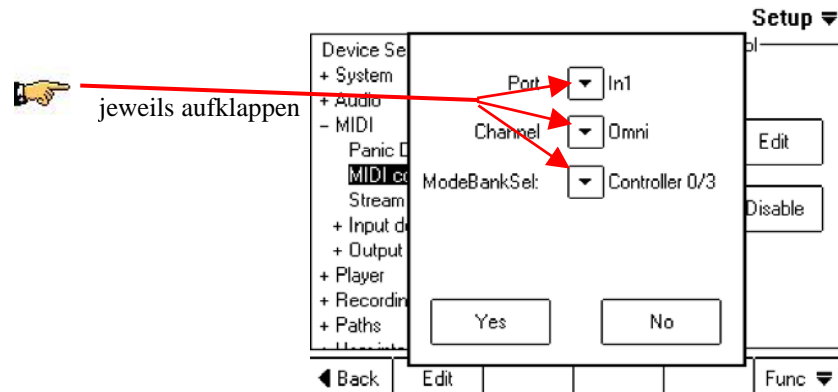 Setup
Device Se
ol
+ System
Port
In1
+ Audio
jeweils aufklappen
– MIDI
Channel
Omni
Edit
Panic D
MIDI co
ModeBankSel:
Controller 0/3
Stream
Disable
+ Input de
+ Output
+ Player
+ Recordin
Yes
No
+ Paths
Back
Edit
Func